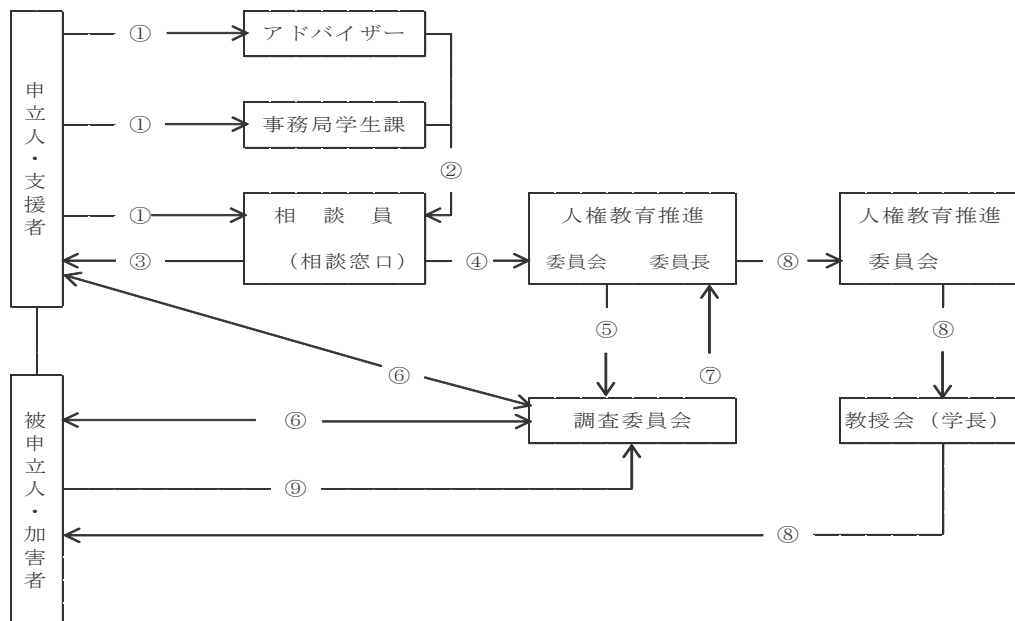 ① アドバイザー
申立人・支援者
① 事務局学生課
②
① 相談員
(相談窓口)
③
④ 人権教育推進
委員会 委員長
⑧ 人権教育推進
委員会
⑤
⑦
⑧
⑥
⑥ 調査委員会
教授会(学長)
被申立人・加害者
⑨
⑧